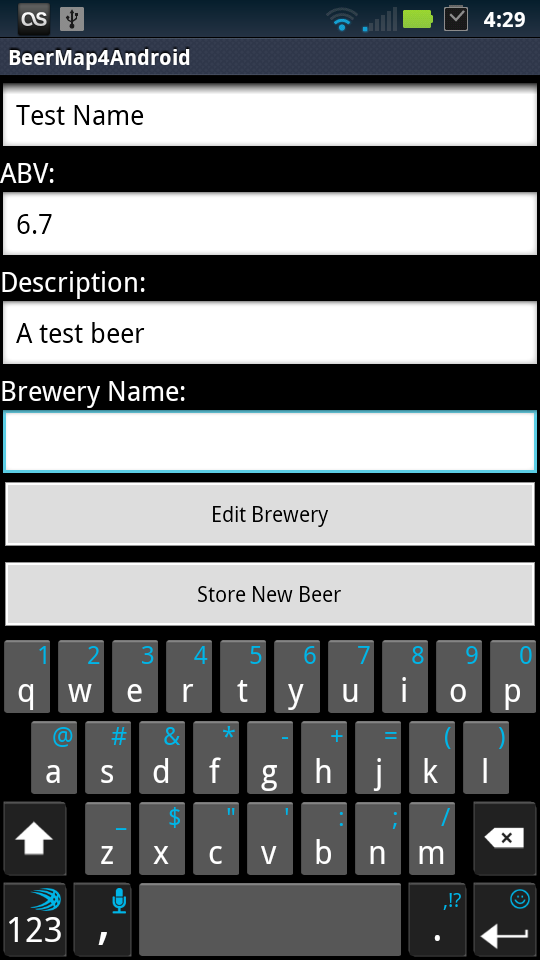 4:29
BeerMap4Android
Test Name
ABV:
6.7
Description:
A test beer
Brewery Name:
Edit Brewery
Store New Beer
1 2 3 4 5 6 7 8 9 0
q w e r t y u i o p
@ # & * - + = ( )
a s d f g h j k l
_ $ " ' : ; /
z x c v b n m
,!?
123 , .